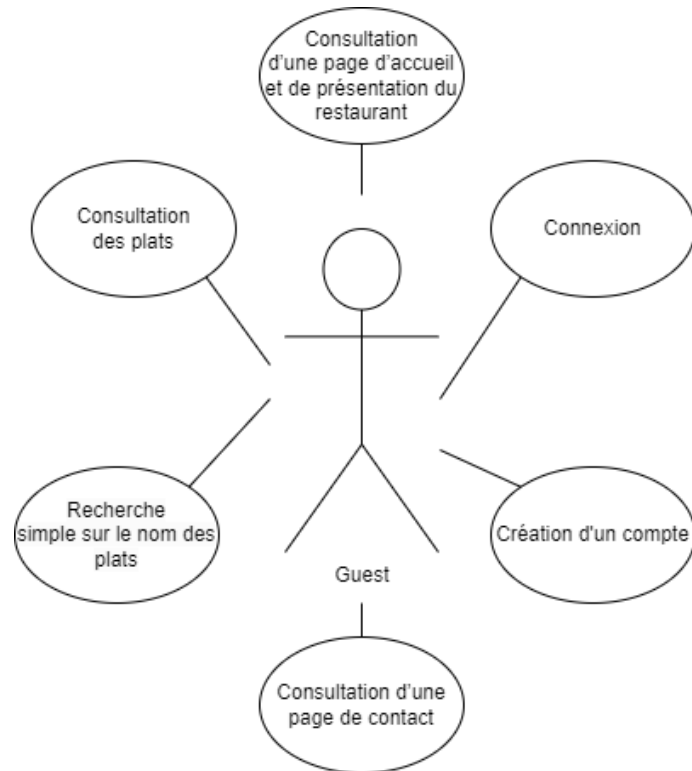 Consultation
d'une page d'accueil
et de présentation du
restaurant
Consultation
des plats
Connexion
Recherche
simple sur le nom des
plats
Création d'un compte
Guest
Consultation d'une
page de contact